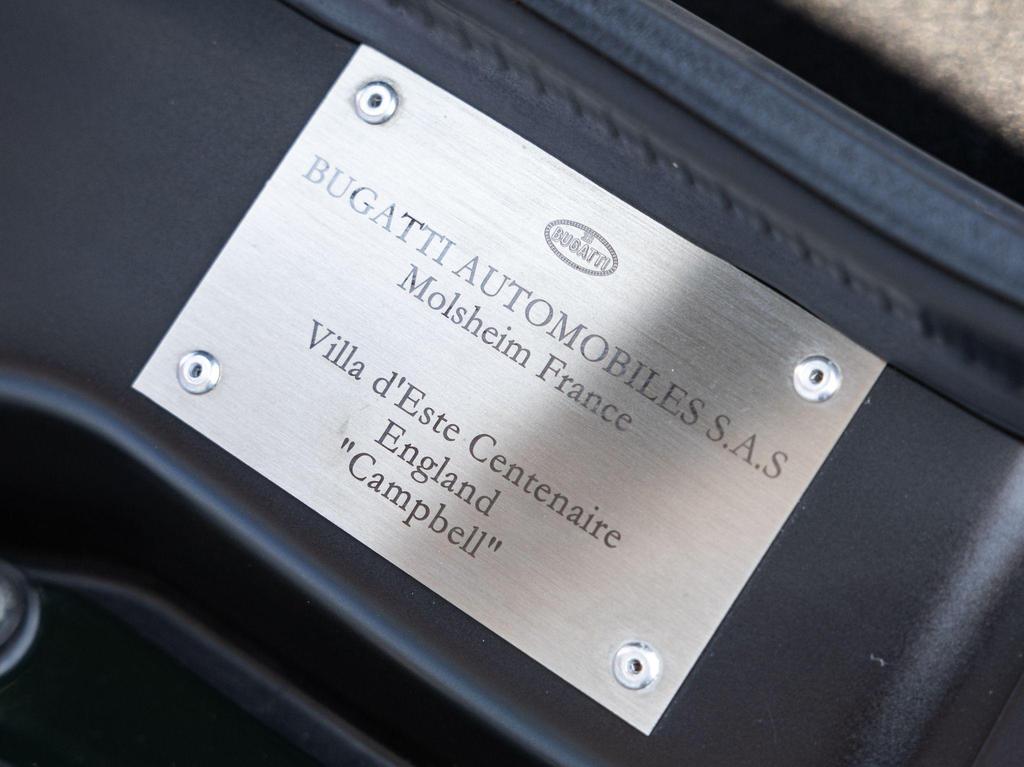 BUGATTI
BUGATTI AUTOMOBILES S.A.S
Molsheim France
Villa d'Este Centenaire
England
"Campbell"